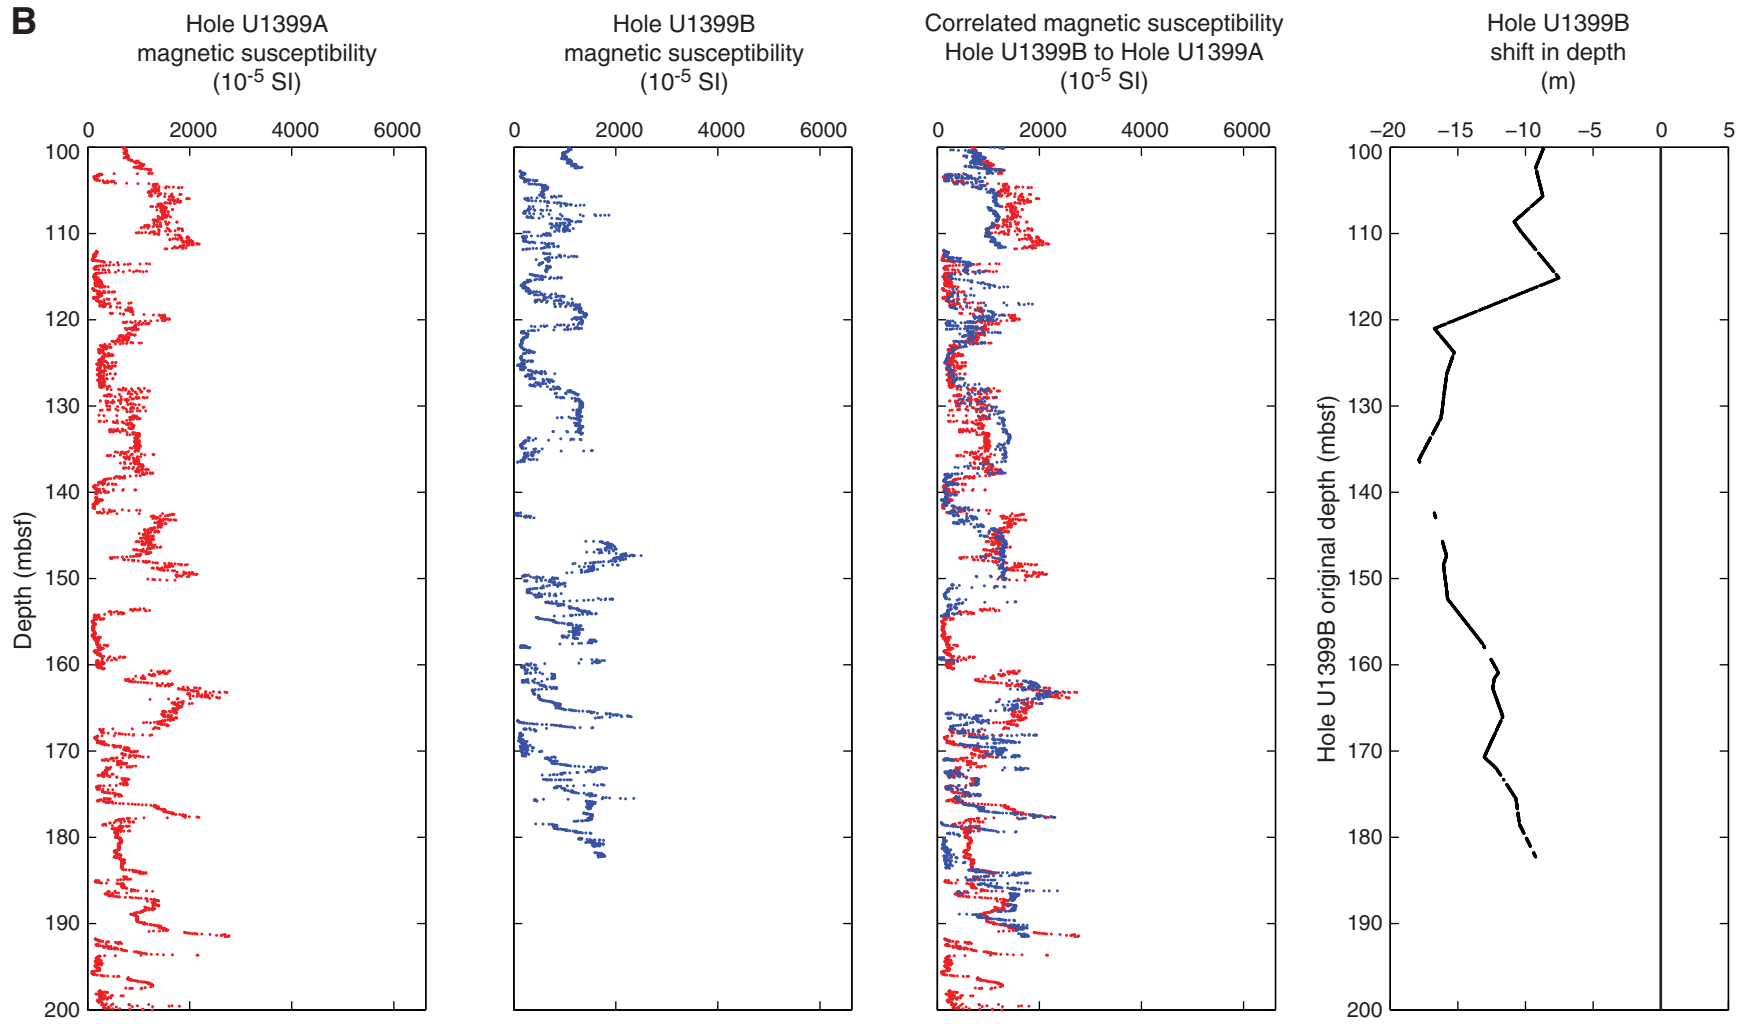 B
Hole U1399A
magnetic susceptibility
(10-5 SI)
Hole U1399B
magnetic susceptibility
(10-5 SI)
Correlated magnetic susceptibility
Hole U1399B to Hole U1399A
(10-5 SI)
Hole U1399B
shift in depth
(m)
0 2000 4000 6000
0 2000 4000 6000
0 2000 4000 6000
−20 −15 −10 −5 0 5
Depth (mbsf)
100
110
120
130
140
150
160
170
180
190
200
Hole U1399B original depth (mbsf)
100
110
120
130
140
150
160
170
180
190
200